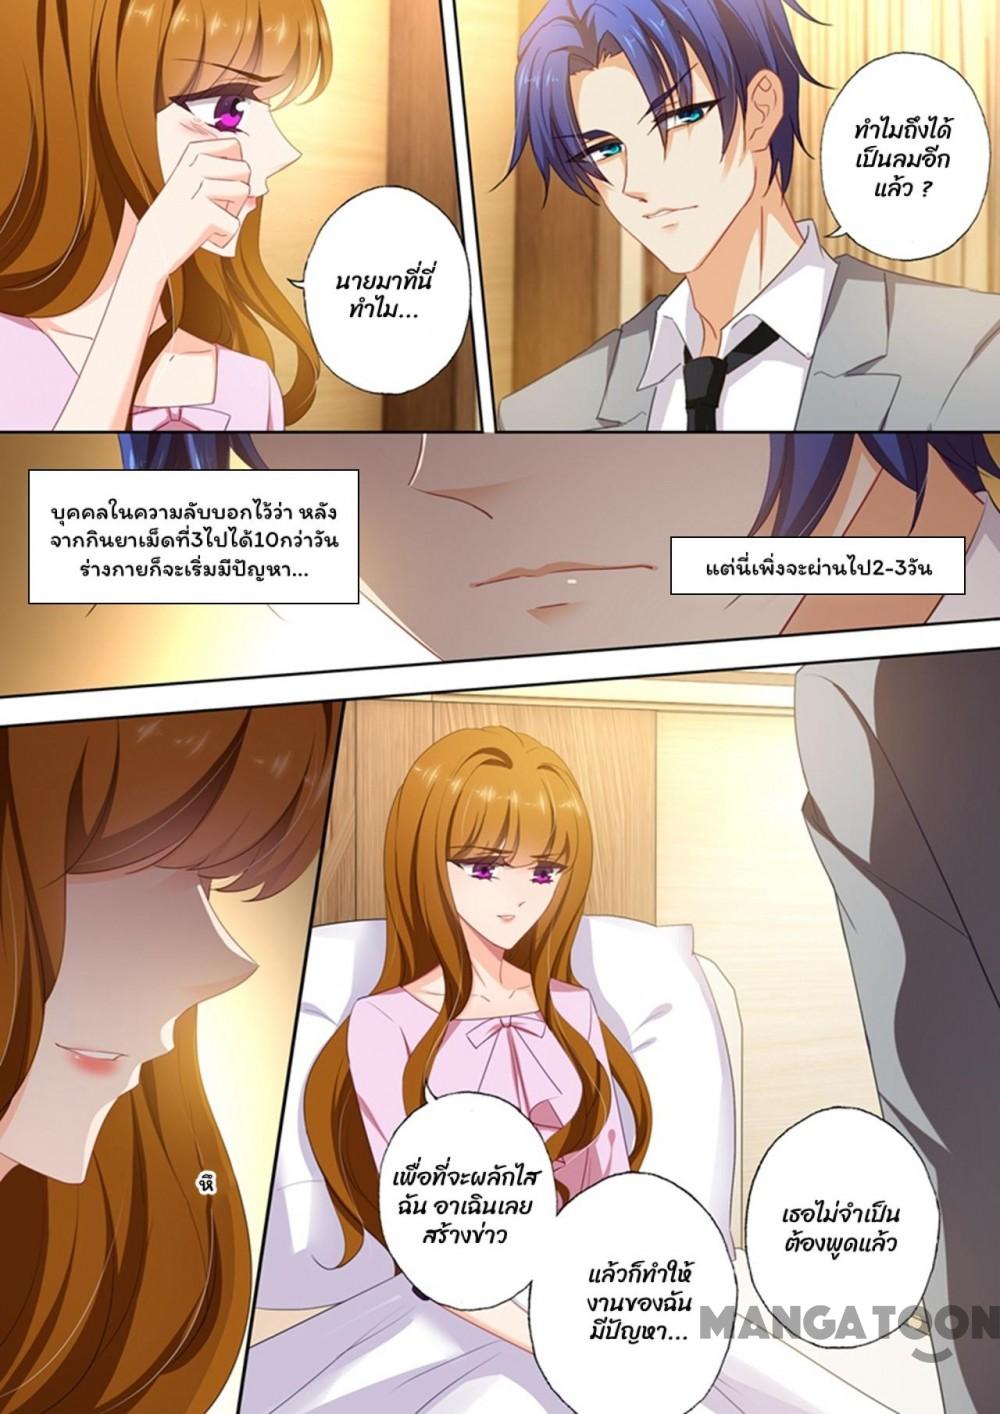 นายมาที่นี่
ทำไม...
ทำไมถึงได้
เป็นลมอีก
แล้ว ?
บุคคลในความลับบอกไว้ว่า หลัง
จากกินยาเม็ดที่3ไปได้10กว่าวัน
ร่างกายก็จะเริ่มมีปัญหา...
แต่นี่เพิ่งจะผ่านไป2-3วัน
หึ
เพื่อที่จะผลักไส
ฉัน อาเฉินเลย
สร้างข่าว
แล้วก็ทำให้
งานของฉัน
มีปัญหา...
เธอไม่จำเป็น
ต้องพูดแล้ว
MANGATOON